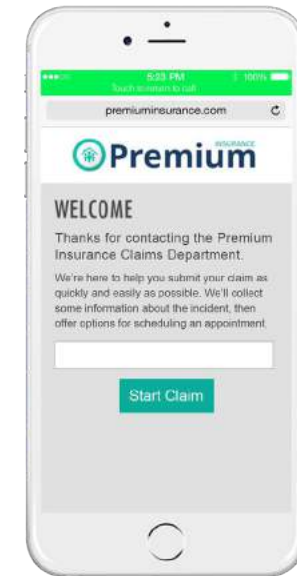 5:23 PM 100%
Touch to return to call
premiuminsurance.com
INSURANCE
Premium
WELCOME
Thanks for contacting the Premium
Insurance Claims Department.
We're here to help you submit your claim as
quickly and easily as possible. We'll collect
some information about the incident, then
offer options for scheduling an appointment.
Start Claim